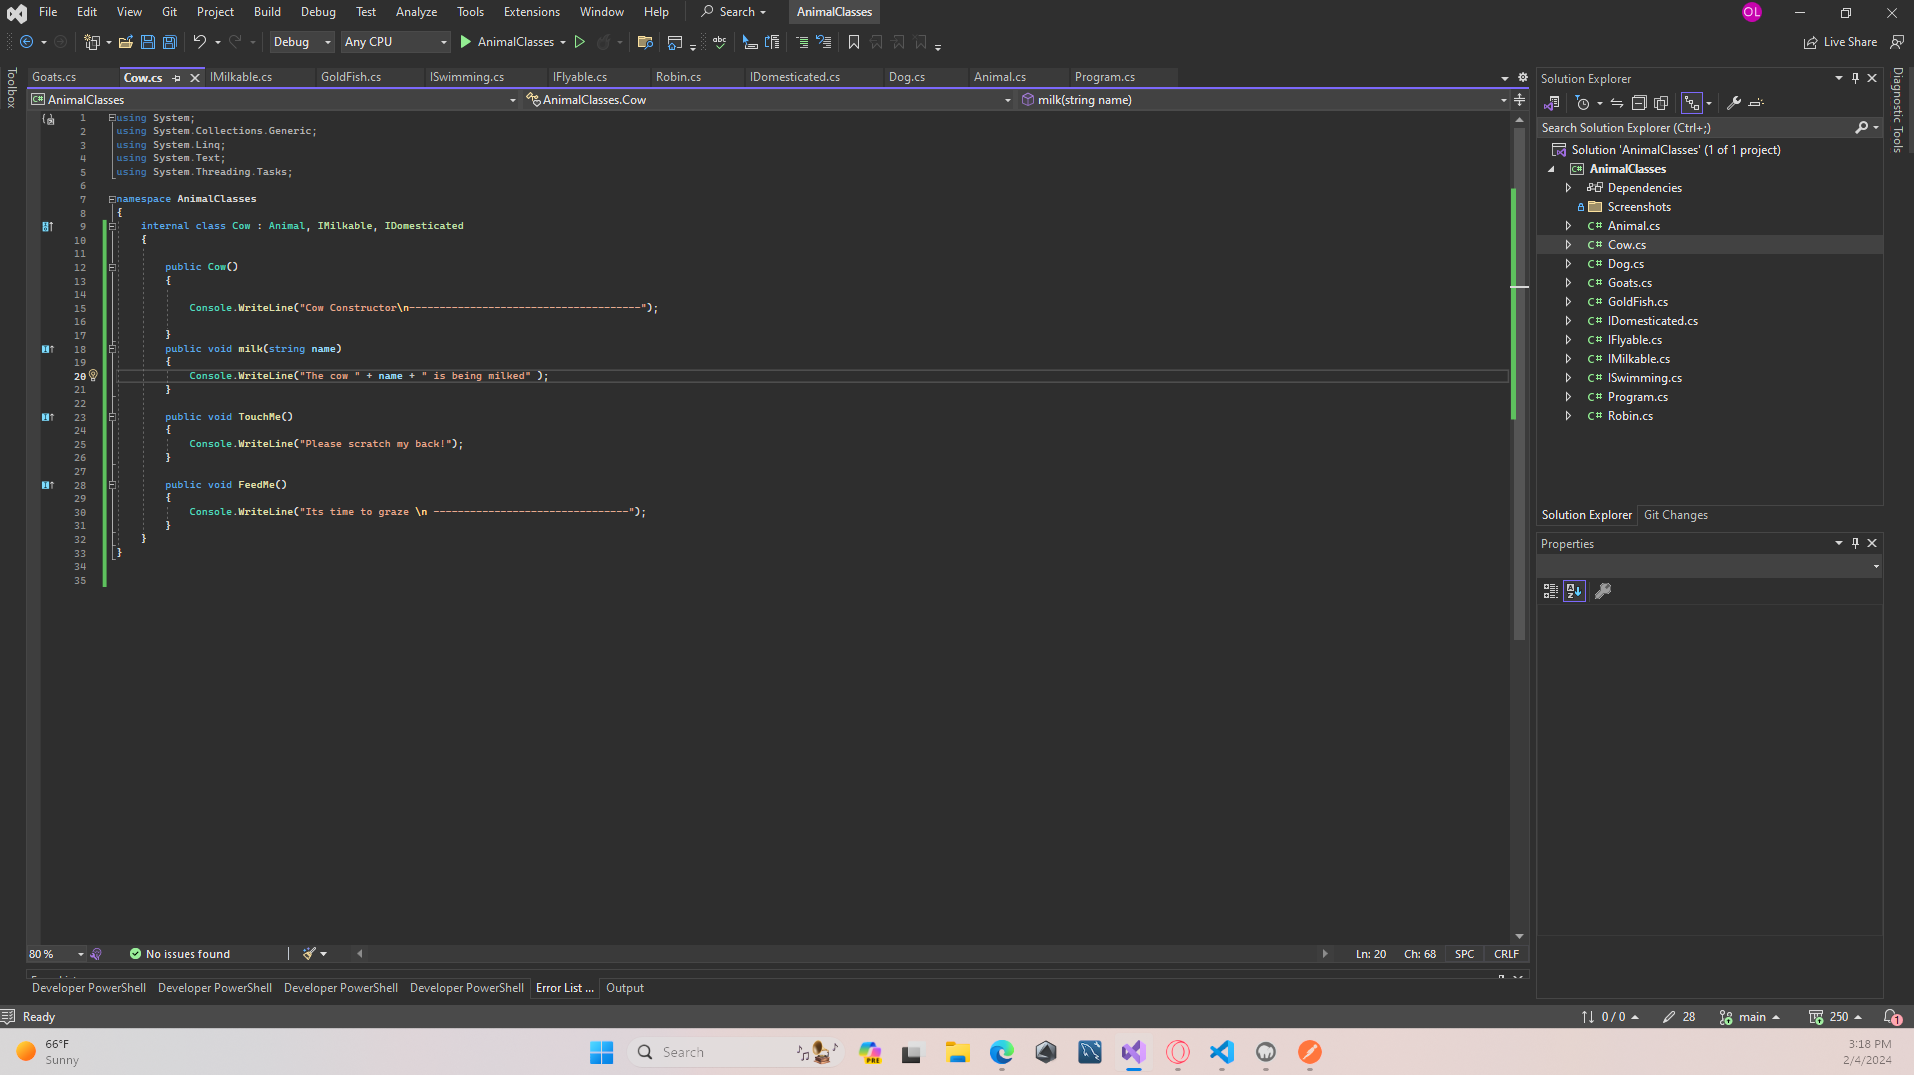 File Edit View Git Project Build Debug Test Analyze Tools Extensions Window Help Search AnimalClasses OL
Debug Any CPU AnimalClasses abc Live Share
Toolbox
Goats.cs Cow.cs IMilkable.cs GoldFish.cs ISwimming.cs IFlyable.cs Robin.cs IDomesticated.cs Dog.cs Animal.cs Program.cs
AnimalClasses AnimalClasses.Cow milk(string name)
1 using System;
2 using System.Collections.Generic;
3 using System.Linq;
4 using System.Text;
5 using System.Threading.Tasks;
6
7 namespace AnimalClasses
8 {
9 internal class Cow : Animal, IMilkable, IDomesticated
10 {
11
12 public Cow()
13 {
14
15 Console.WriteLine("Cow Constructor\n--------------------------------------");
16
17 }
18 public void milk(string name)
19 {
20 Console.WriteLine("The cow " + name + " is being milked" );
21 }
22
23 public void TouchMe()
24 {
25 Console.WriteLine("Please scratch my back!");
26 }
27
28 public void FeedMe()
29 {
30 Console.WriteLine("Its time to graze \n --------------------------------");
31 }
32 }
33 }
34
35
80 % No issues found Ln: 20 Ch: 68 SPC CRLF
Developer PowerShell Developer PowerShell Developer PowerShell Developer PowerShell Error List ... Output
Solution Explorer
Search Solution Explorer (Ctrl+;)
Solution 'AnimalClasses' (1 of 1 project)
AnimalClasses
Dependencies
Screenshots
C# Animal.cs
C# Cow.cs
C# Dog.cs
C# Goats.cs
C# GoldFish.cs
C# IDomesticated.cs
C# IFlyable.cs
C# IMilkable.cs
C# ISwimming.cs
C# Program.cs
C# Robin.cs
Solution Explorer Git Changes
Properties
Diagnostic Tools
Ready 0 / 0 28 main 250 1
66°F
Sunny
Search
PRE
3:18 PM
2/4/2024